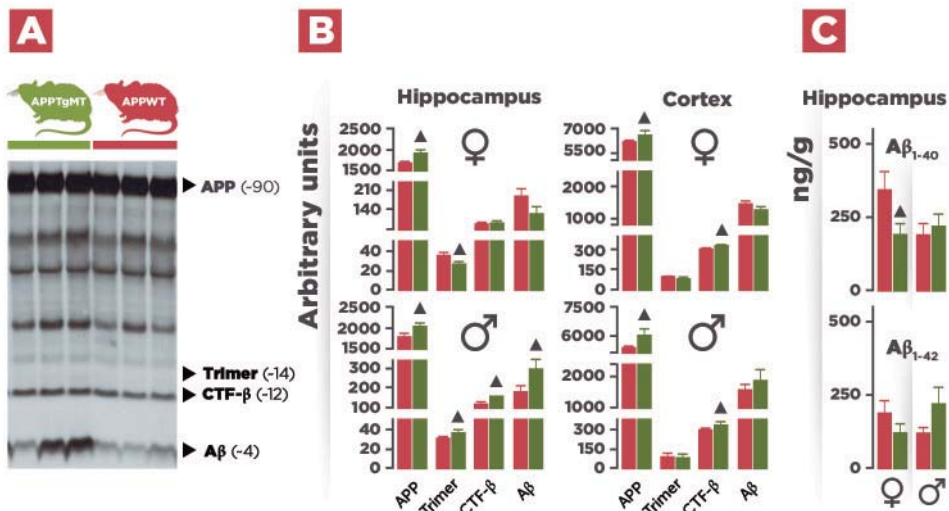 A
APPTgMT
APPWT
APP (-90)
Trimer (-14)
CTF-β (-12)
Aβ (-4)
B
Arbitrary units
Hippocampus
2500
2000
1500
210
140
40
20
0
♀
2500
2000
1500
300
200
100
60
40
20
0
♂
APP
Trimer
CTF-β
Aβ
Cortex
7000
5500
2000
1000
300
150
0
♀
7500
6000
2000
1000
300
150
0
♂
APP
Trimer
CTF-β
Aβ
C
Hippocampus
ng/g
Aβ1-40
500
250
0
Aβ1-42
500
250
0
♀ ♂